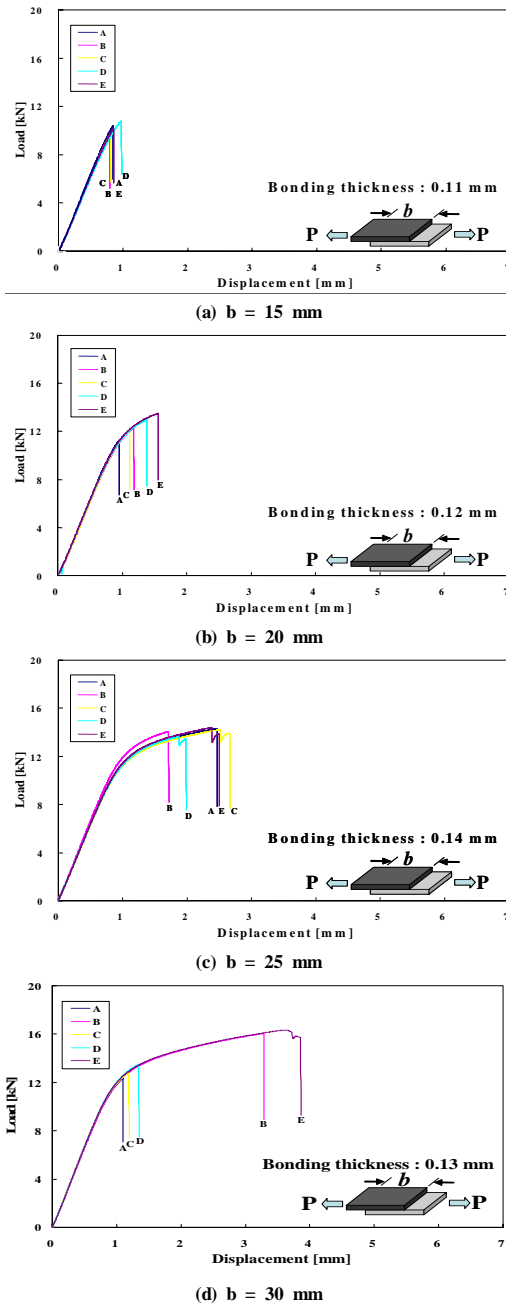 20
16
12
8
4
0
Load [kN]
A
B
C
D
E
C
B
A
E
D
Bonding thickness : 0.11 mm
b
P
P
0
1
2
3
4
5
6
7
Displacement [mm]
(a) b = 15 mm
20
16
12
8
4
0
Load [kN]
A
B
C
D
E
A
C
B
D
E
Bonding thickness : 0.12 mm
b
P
P
0
1
2
3
4
5
6
7
Displacement [mm]
(b) b = 20 mm
20
16
12
8
4
0
Load [kN]
A
B
C
D
E
B
D
A
E
C
Bonding thickness : 0.14 mm
b
P
P
0
1
2
3
4
5
6
7
Displacement [mm]
(c) b = 25 mm
20
16
12
8
4
0
Load [kN]
A
B
C
D
E
A
C
D
B
E
Bonding thickness : 0.13 mm
b
P
P
0
1
2
3
4
5
6
7
Displacement [mm]
(d) b = 30 mm